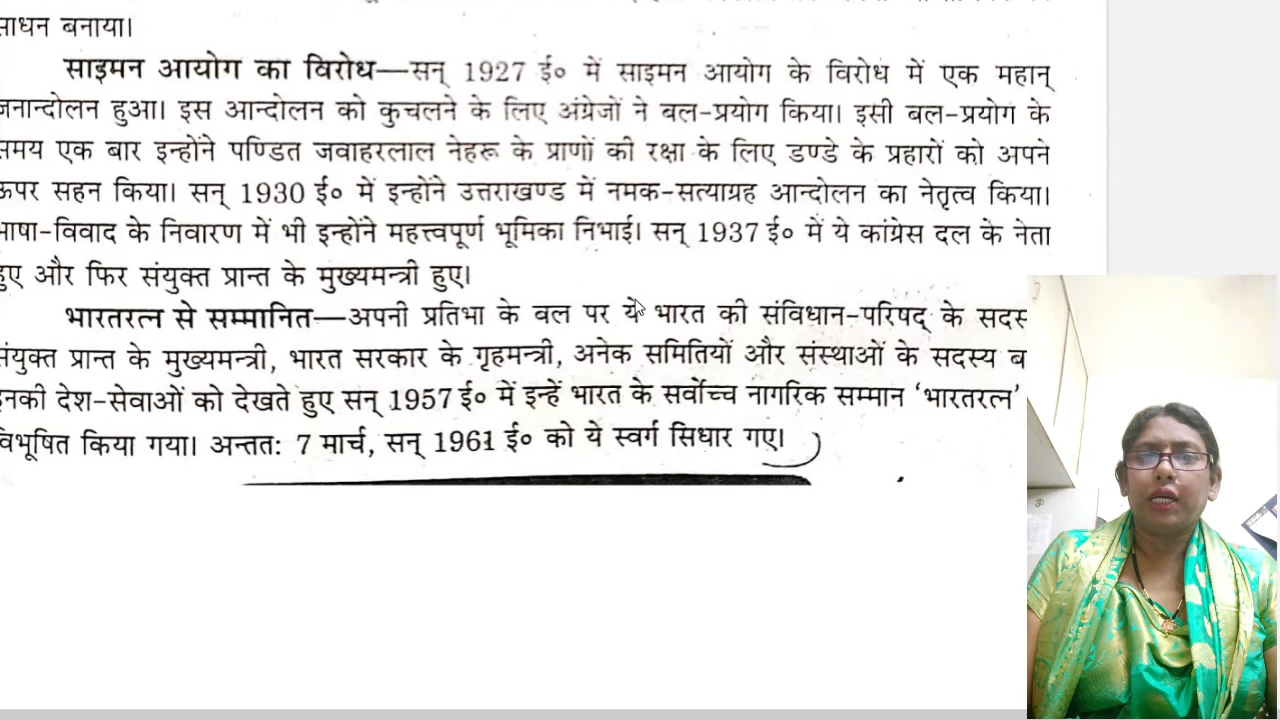 साधन बनाया।
साइमन आयोग का विरोध—सन् 1927 ई० में साइमन आयोग के विरोध में एक महान्
जनान्दोलन हुआ। इस आन्दोलन को कुचलने के लिए अंग्रेजों ने बल-प्रयोग किया। इसी बल-प्रयोग के
समय एक बार इन्होंने पण्डित जवाहरलाल नेहरू के प्राणों की रक्षा के लिए डण्डे के प्रहारों को अपने
ऊपर सहन किया। सन् 1930 ई० में इन्होंने उत्तराखण्ड में नमक-सत्याग्रह आन्दोलन का नेतृत्व किया।
भाषा-विवाद के निवारण में भी इन्होंने महत्त्वपूर्ण भूमिका निभाई। सन् 1937 ई० में ये कांग्रेस दल के नेता
हुए और फिर संयुक्त प्रान्त के मुख्यमन्त्री हुए।
भारतरत्न से सम्मानित—अपनी प्रतिभा के बल पर ये भारत की संविधान-परिषद् के सदस
संयुक्त प्रान्त के मुख्यमन्त्री, भारत सरकार के गृहमन्त्री, अनेक समितियों और संस्थाओं के सदस्य ब
इनकी देश-सेवाओं को देखते हुए सन् 1957 ई० में इन्हें भारत के सर्वोच्च नागरिक सम्मान ‘भारतरत्न’
विभूषित किया गया। अन्ततः 7 मार्च, सन् 1961 ई० को ये स्वर्ग सिधार गए।